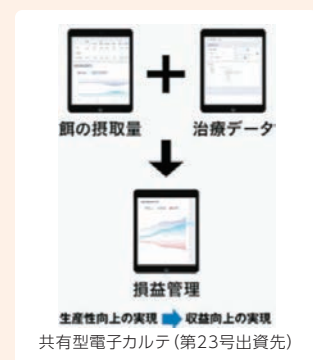 餌の摂取量 + 治療データ
損益管理
生産性向上の実現 ➡ 収益向上の実現
共有型電子カルテ(第23号出資先)